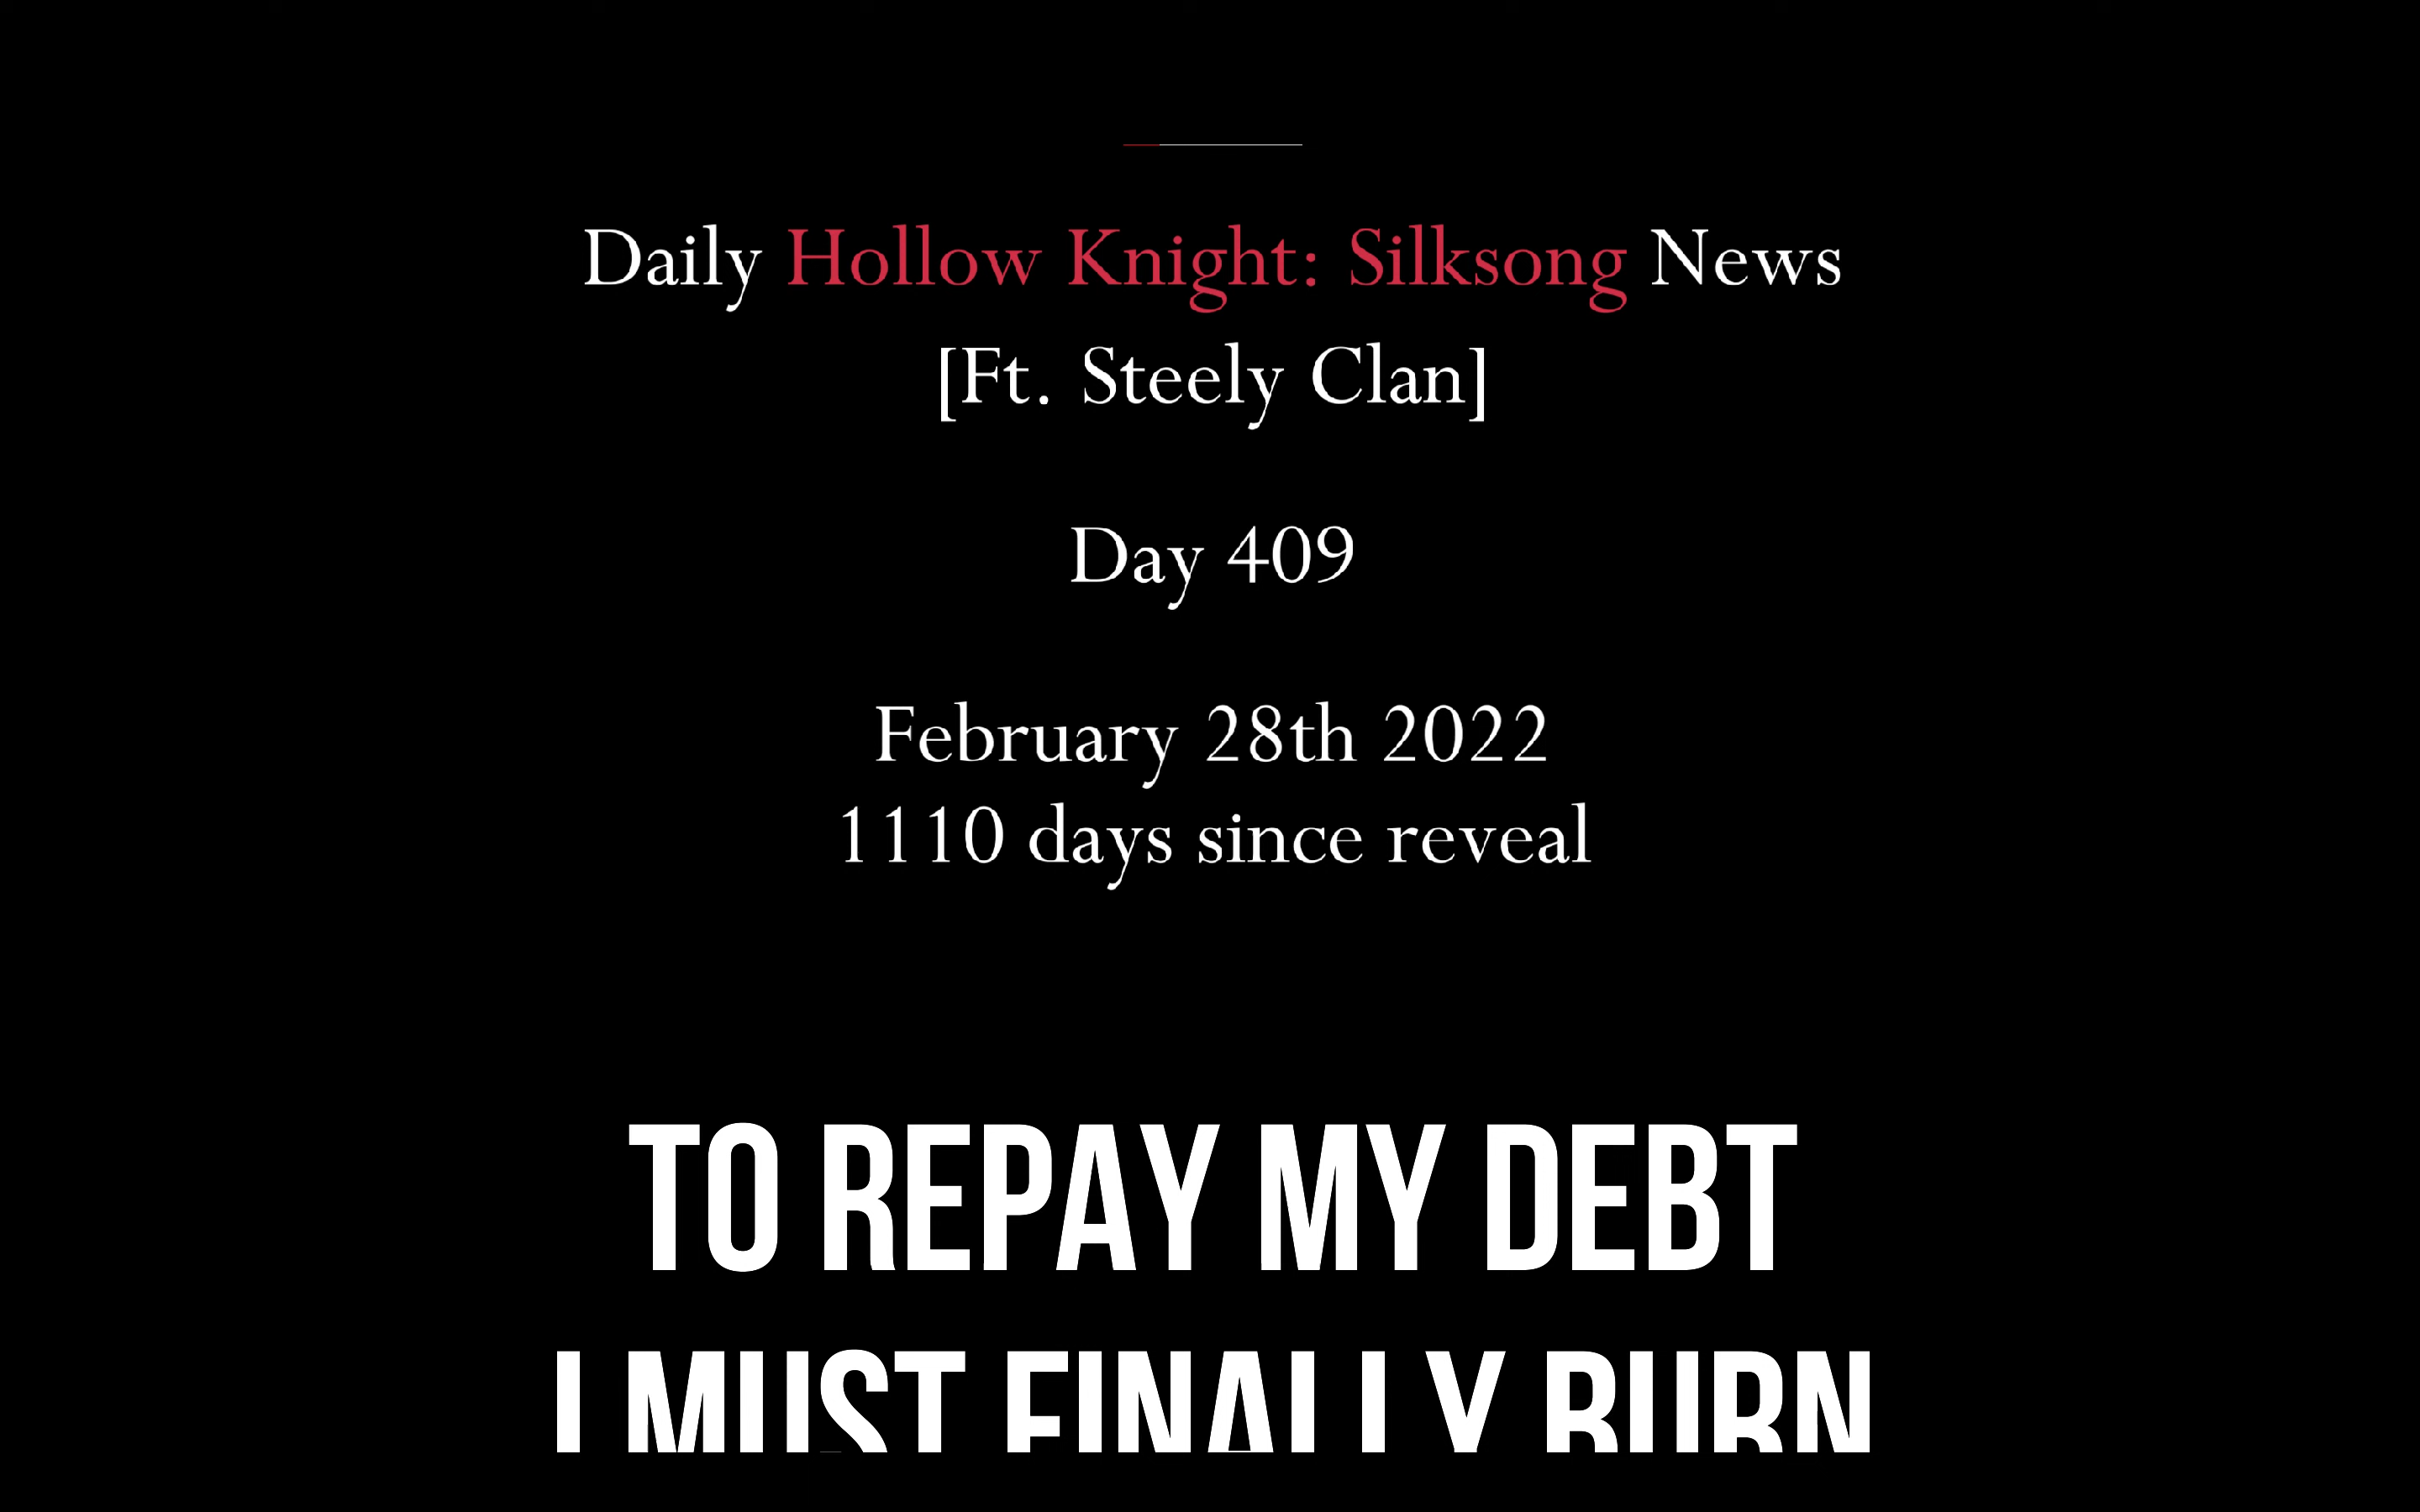 Daily Hollow Knight: Silksong News
[Ft. Steely Clan]
Day 409
February 28th 2022
1110 days since reveal
TO REPAY MY DEBT
I MUST FINALLY BURN